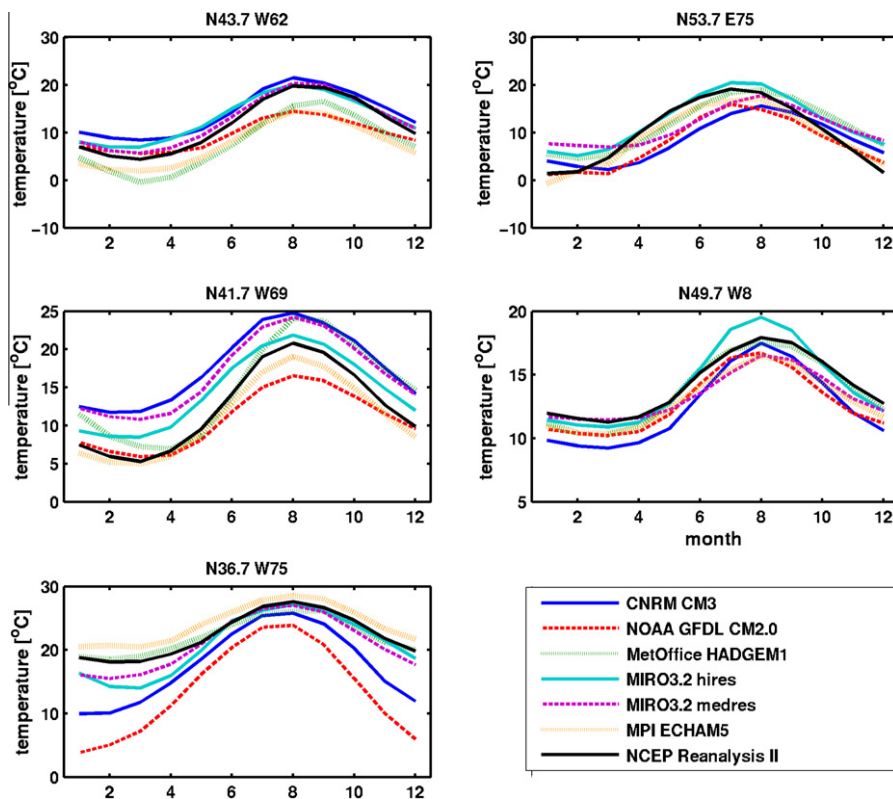 N43.7 W62
temperature [°C]
30
20
10
0
−10
2 4 6 8 10 12
N53.7 E75
temperature [°C]
30
20
10
0
−10
2 4 6 8 10 12
N41.7 W69
temperature [°C]
25
20
15
10
5
0
2 4 6 8 10 12
N49.7 W8
temperature [°C]
20
15
10
5
2 4 6 8 10 12
month
N36.7 W75
temperature [°C]
30
20
10
0
2 4 6 8 10 12
CNRM CM3
NOAA GFDL CM2.0
MetOffice HADGEM1
MIRO3.2 hires
MIRO3.2 medres
MPI ECHAM5
NCEP Reanalysis II